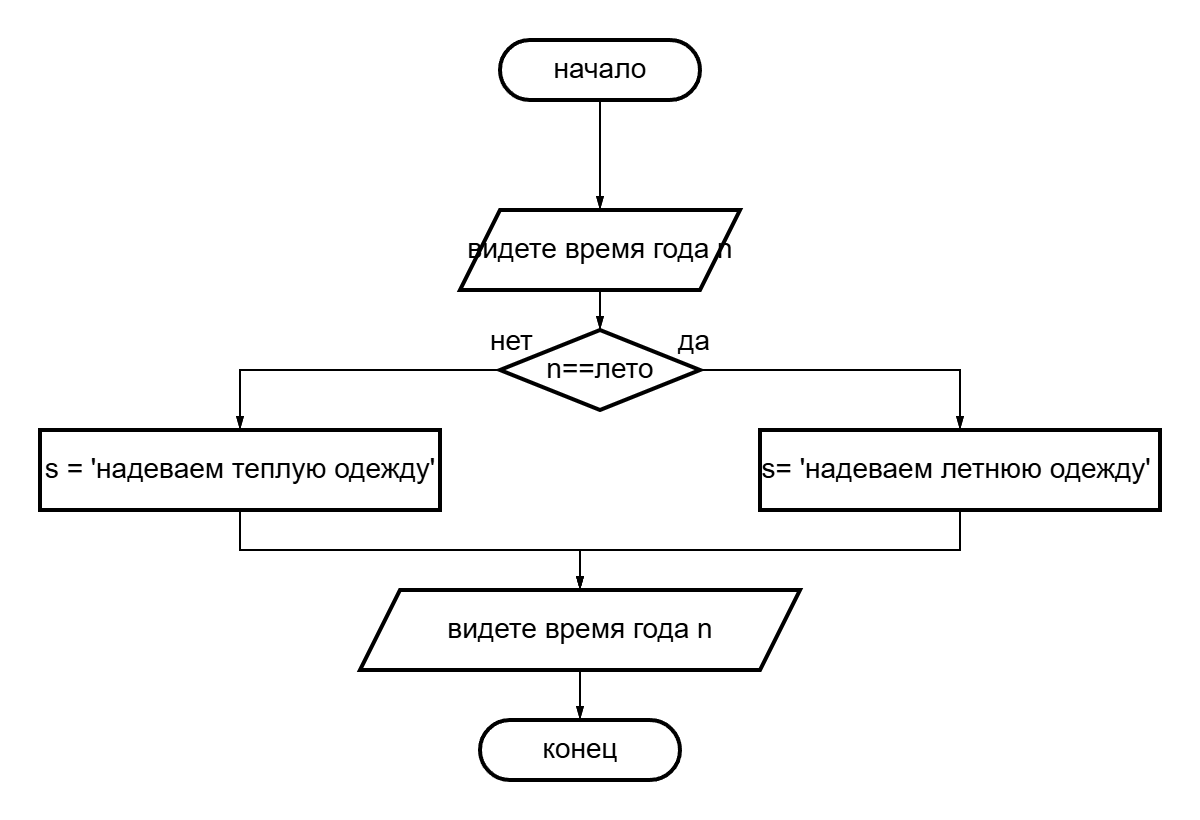 начало
видете время года n
нет
да
n==лето
s = 'надеваем теплую одежду'
s= 'надеваем летнюю одежду'
видете время года n
конец